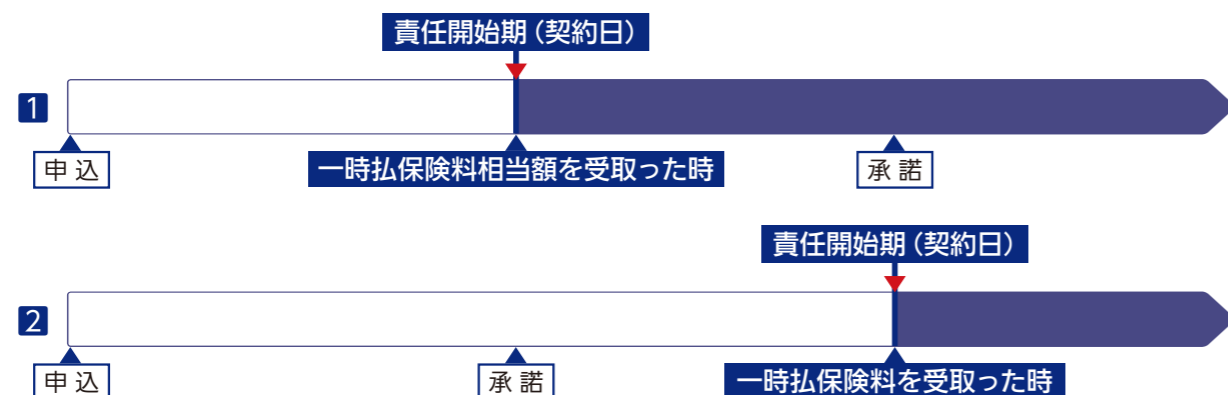 責任開始期（契約日）
1
申込
一時払保険料相当額を受取った時
承諾
責任開始期（契約日）
2
申込
承諾
一時払保険料を受取った時